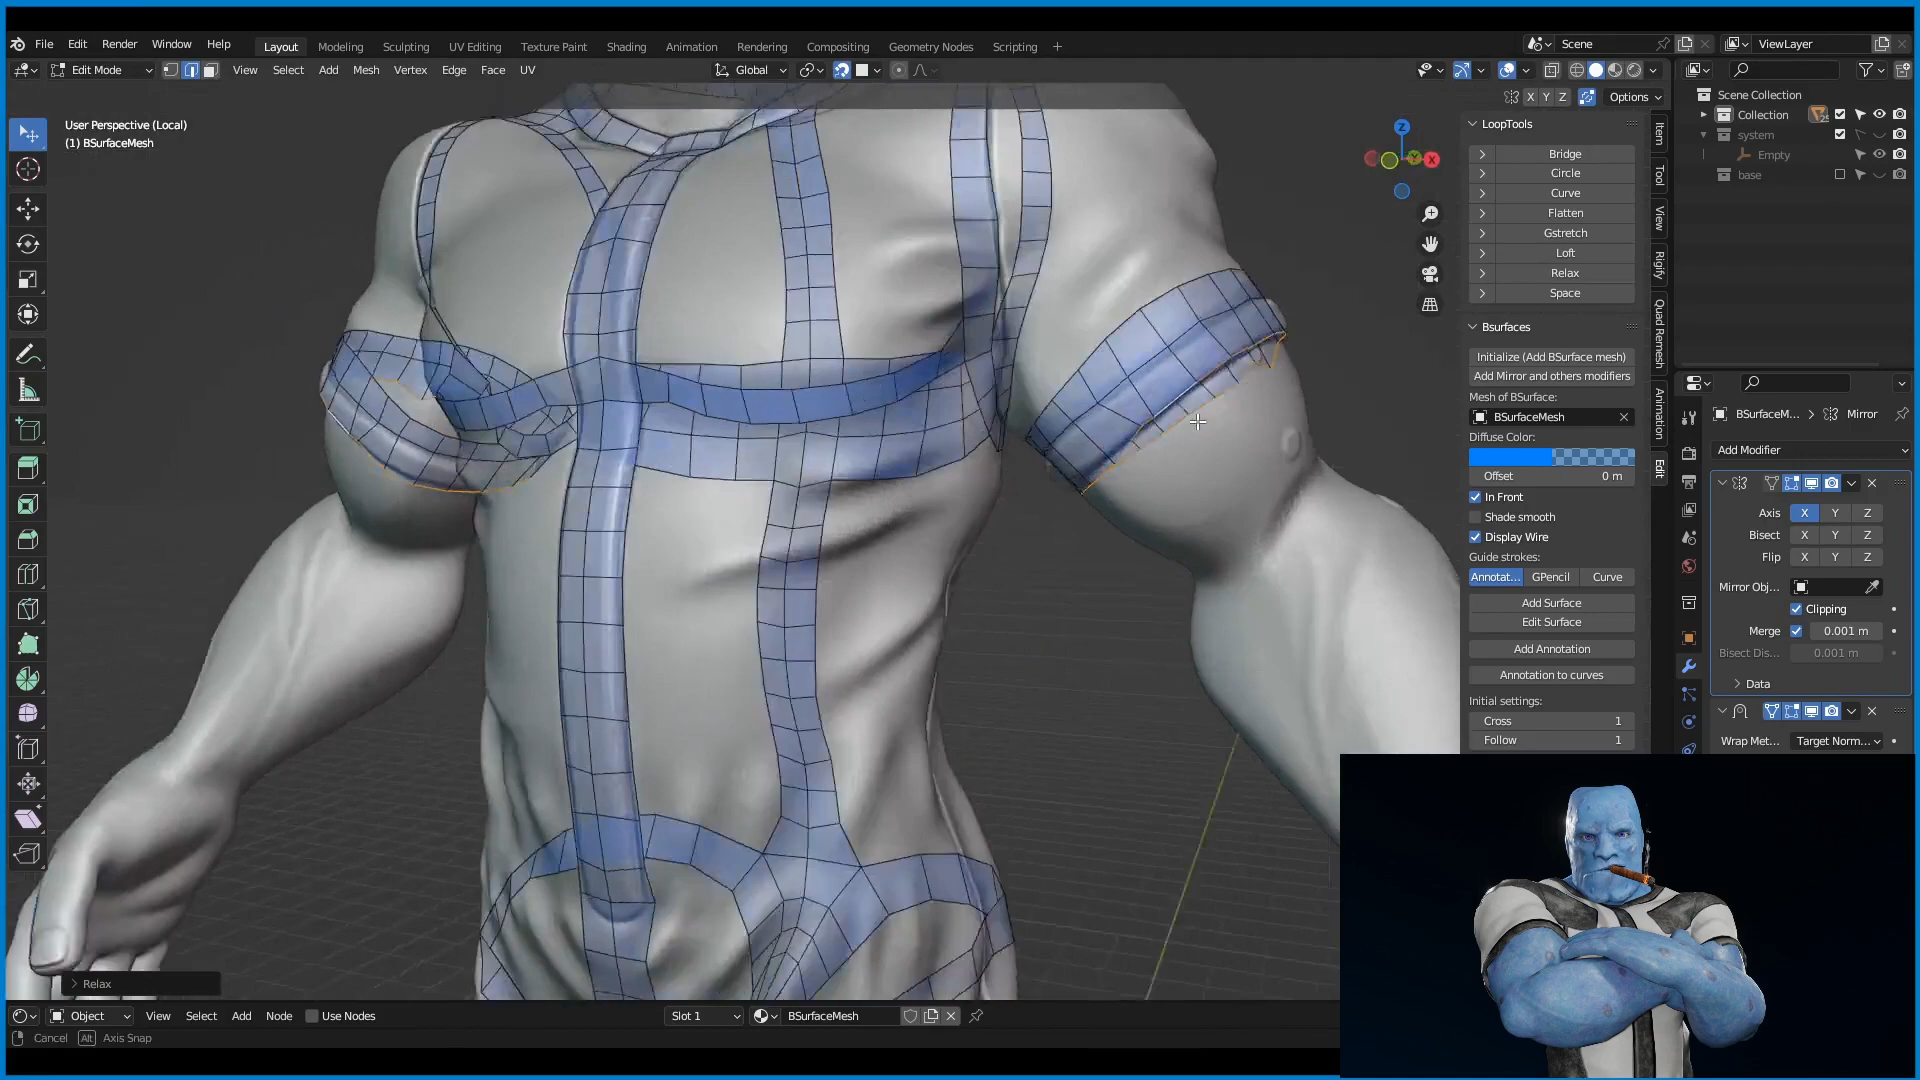 File Edit Render Window Help Layout Modeling Sculpting UV Editing Texture Paint Shading Animation Rendering Compositing Geometry Nodes Scripting + Scene ViewLayer
Edit Mode View Select Add Mesh Vertex Edge Face UV Global
X Y Z Options
User Perspective (Local)
(1) BSurfaceMesh
Z
Y
X
LoopTools
Bridge
Circle
Curve
Flatten
Gstretch
Loft
Relax
Space
Bsurfaces
Initialize (Add BSurface mesh)
Add Mirror and others modifiers
Mesh of BSurface:
BSurfaceMesh
Diffuse Color:
Offset 0 m
In Front
Shade smooth
Display Wire
Guide strokes:
Annotat... GPencil Curve
Add Surface
Edit Surface
Add Annotation
Annotation to curves
Initial settings:
Cross 1
Follow 1
Item
Tool
View
Rigify
Quad Remesh
Animation
Edit
Scene Collection
Collection
system
Empty
base
BSurfaceM... Mirror
Add Modifier
Axis X Y Z
Bisect X Y Z
Flip X Y Z
Mirror Obj...
Clipping
Merge 0.001 m
Bisect Dis... 0.001 m
Data
Wrap Met... Target Norm...
Relax
Object View Select Add Node Use Nodes Slot 1 BSurfaceMesh
Cancel Alt Axis Snap